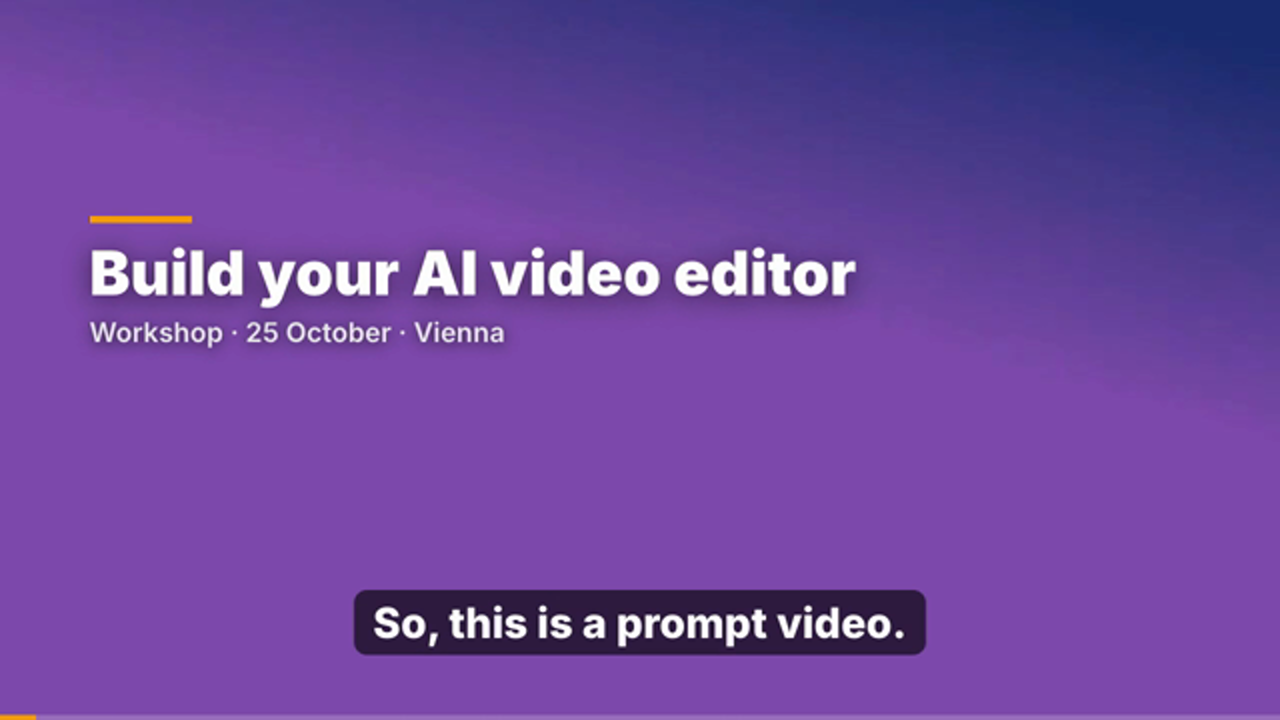 Build your AI video editor
Workshop · 25 October · Vienna
So, this is a prompt video.